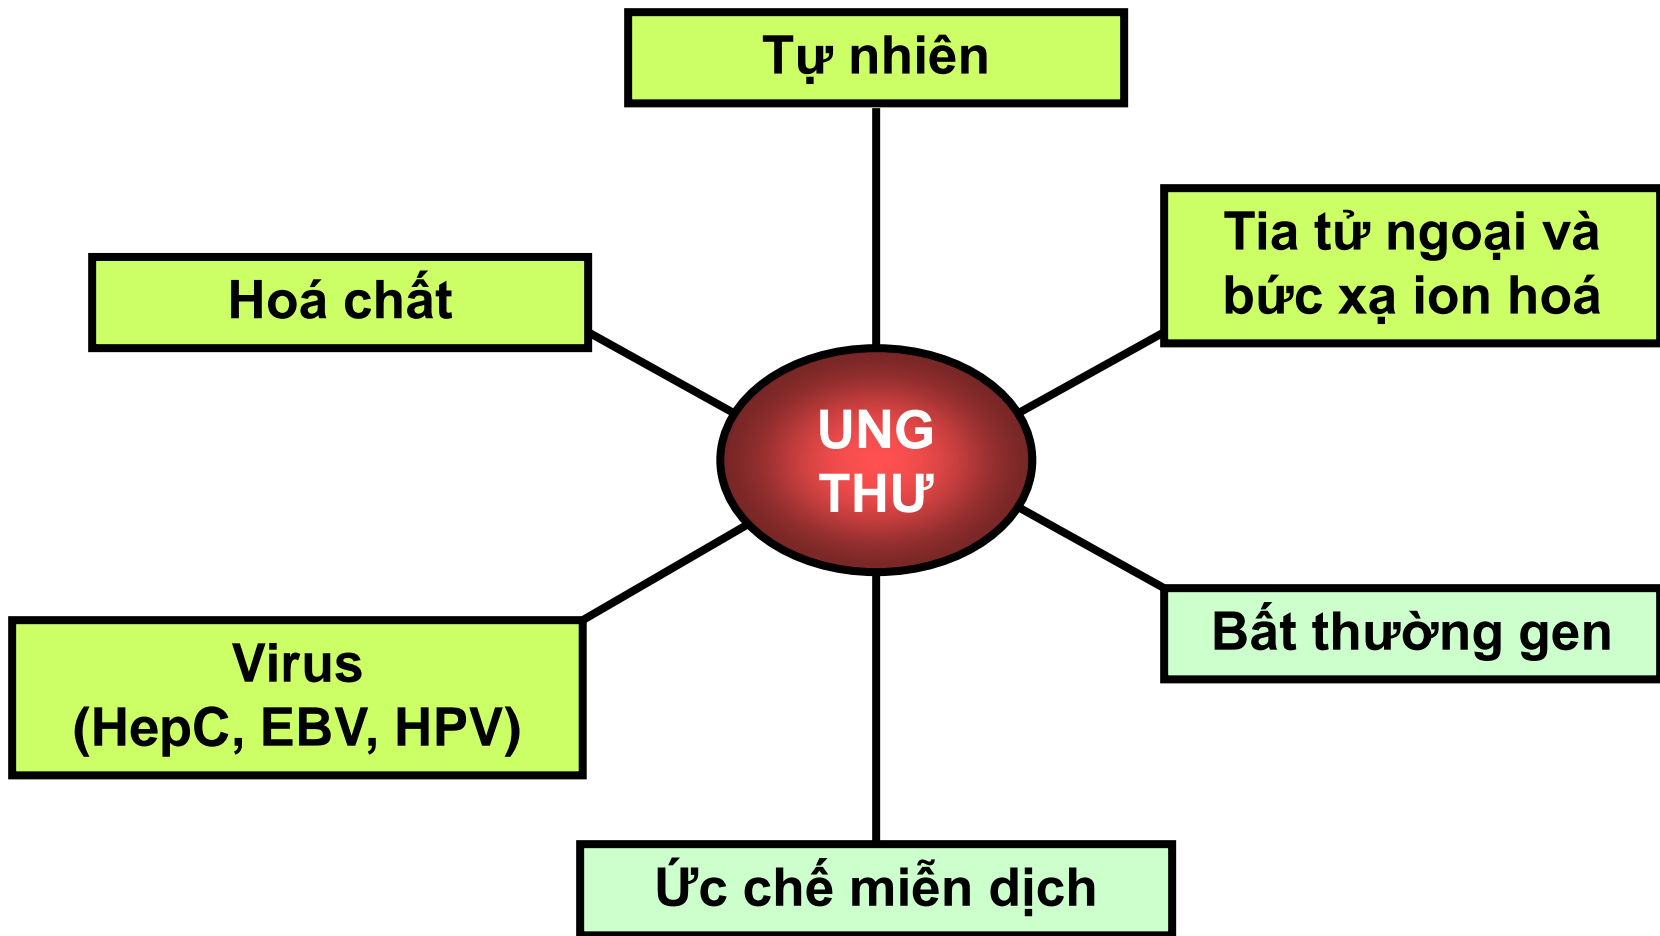 Tự nhiên
Tia tử ngoại và
bức xạ ion hoá
Hoá chất
UNG
THƯ
Bất thường gen
Virus
(HepC, EBV, HPV)
Ức chế miễn dịch